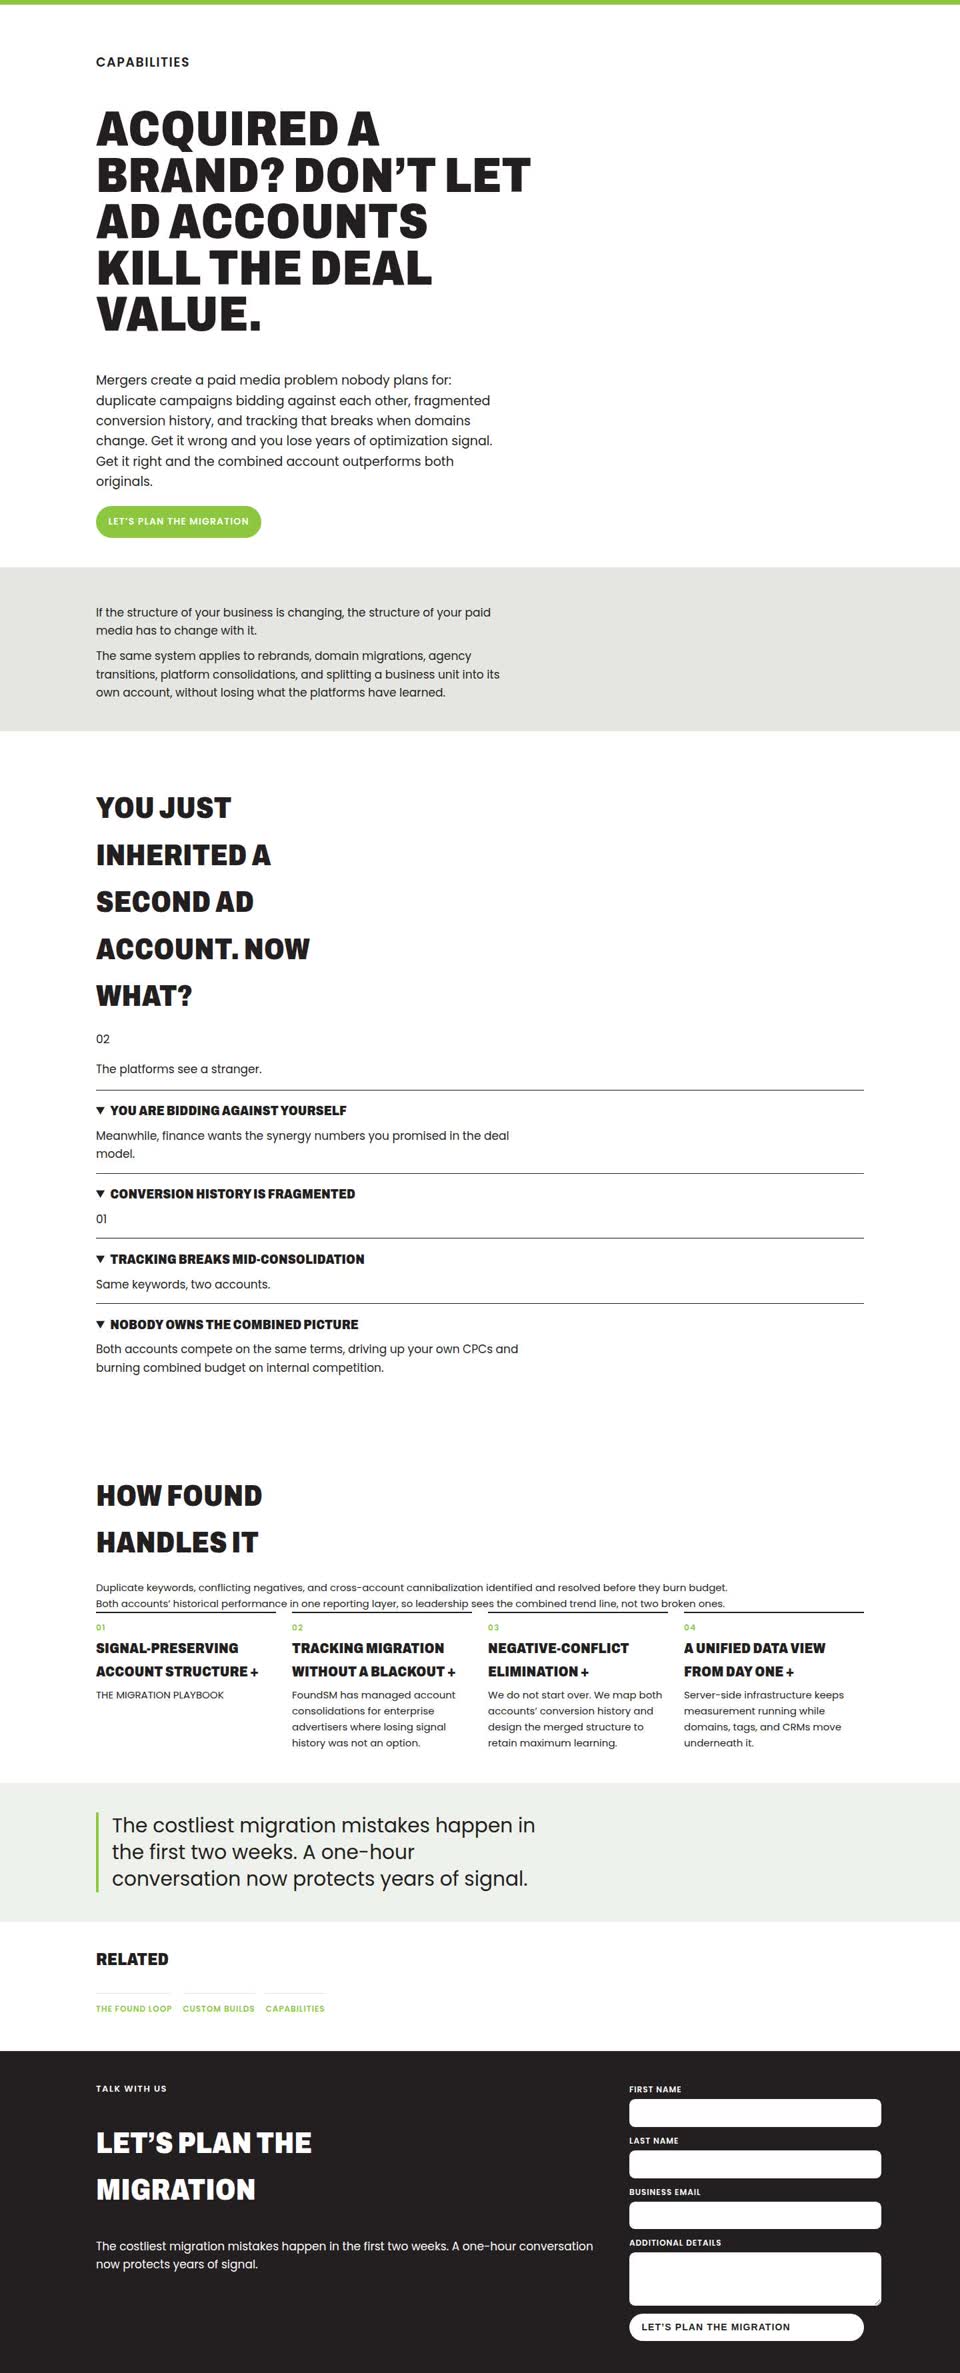 CAPABILITIES
ACQUIRED A
BRAND? DON’T LET
AD ACCOUNTS
KILL THE DEAL
VALUE.
Mergers create a paid media problem nobody plans for:
duplicate campaigns bidding against each other, fragmented
conversion history, and tracking that breaks when domains
change. Get it wrong and you lose years of optimization signal.
Get it right and the combined account outperforms both
originals.
LET’S PLAN THE MIGRATION
If the structure of your business is changing, the structure of your paid
media has to change with it.
The same system applies to rebrands, domain migrations, agency
transitions, platform consolidations, and splitting a business unit into its
own account, without losing what the platforms have learned.
YOU JUST
INHERITED A
SECOND AD
ACCOUNT. NOW
WHAT?
02
The platforms see a stranger.
▼ YOU ARE BIDDING AGAINST YOURSELF
Meanwhile, finance wants the synergy numbers you promised in the deal
model.
▼ CONVERSION HISTORY IS FRAGMENTED
01
▼ TRACKING BREAKS MID-CONSOLIDATION
Same keywords, two accounts.
▼ NOBODY OWNS THE COMBINED PICTURE
Both accounts compete on the same terms, driving up your own CPCs and
burning combined budget on internal competition.
HOW FOUND
HANDLES IT
Duplicate keywords, conflicting negatives, and cross-account cannibalization identified and resolved before they burn budget.
Both accounts’ historical performance in one reporting layer, so leadership sees the combined trend line, not two broken ones.
01
SIGNAL-PRESERVING
ACCOUNT STRUCTURE +
THE MIGRATION PLAYBOOK
02
TRACKING MIGRATION
WITHOUT A BLACKOUT +
FoundSM has managed account
consolidations for enterprise
advertisers where losing signal
history was not an option.
03
NEGATIVE-CONFLICT
ELIMINATION +
We do not start over. We map both
accounts’ conversion history and
design the merged structure to
retain maximum learning.
04
A UNIFIED DATA VIEW
FROM DAY ONE +
Server-side infrastructure keeps
measurement running while
domains, tags, and CRMs move
underneath it.
The costliest migration mistakes happen in
the first two weeks. A one-hour
conversation now protects years of signal.
RELATED
THE FOUND LOOP CUSTOM BUILDS CAPABILITIES
TALK WITH US
LET’S PLAN THE
MIGRATION
The costliest migration mistakes happen in the first two weeks. A one-hour conversation
now protects years of signal.
FIRST NAME
LAST NAME
BUSINESS EMAIL
ADDITIONAL DETAILS
LET’S PLAN THE MIGRATION